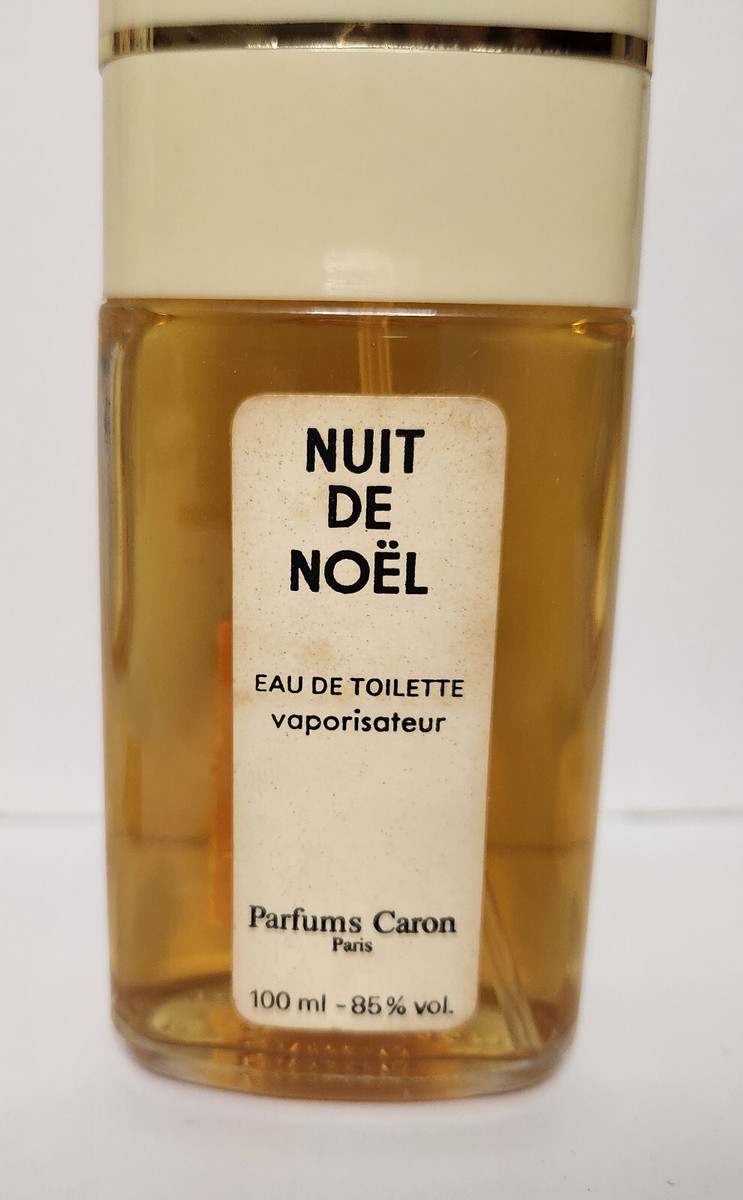 NUIT
DE
NOËL
EAU DE TOILETTE
vaporisateur
Parfums Caron
Paris
100 ml - 85% vol.